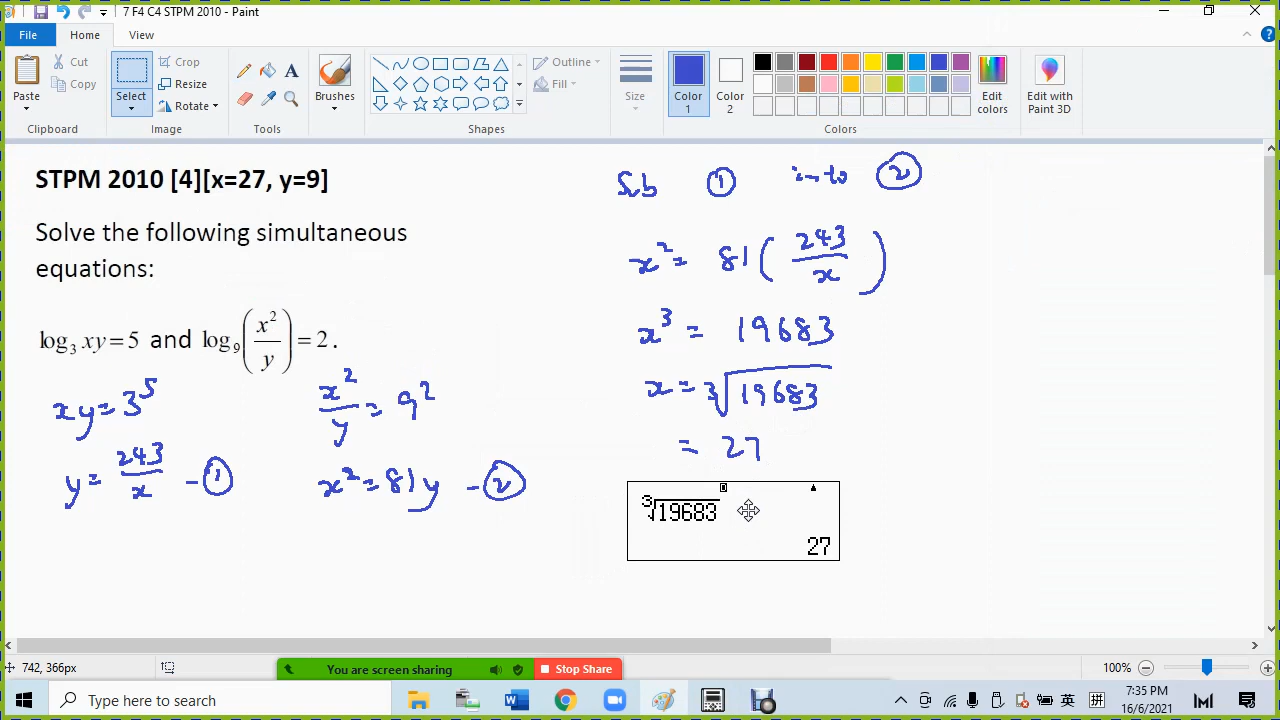 7 F4 C4 STPM 2010 - Paint
File Home View
Paste
Cut
Copy
Clipboard
Select
Crop
Resize
Rotate
Image
A
Tools
Brushes
Outline
Fill
Shapes
Size
Color 1
Color 2
Edit colors
Colors
Edit with Paint 3D
STPM 2010 [4][x=27, y=9]
Solve the following simultaneous
equations:
log₃ xy = 5 and log₉ (x²/y) = 2.
xy = 3⁵
y = 243/x – ①
x²/y = 9²
x² = 81y – ②
Sub ① into ②
x² = 81(243/x)
x³ = 19683
x = ³√19683
= 27
³√19683
27
742, 366px
100%
You are screen sharing
Stop Share
Type here to search
英
拼
7:35 PM
16/6/2021